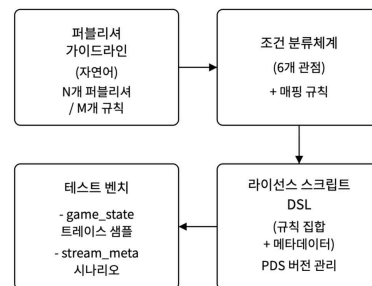 퍼블리셔
가이드라인
(자연어)
N개 퍼블리셔
/ M개 규칙
조건 분류체계
(6개 관점)
+ 매핑 규칙
테스트 벤치
- game_state
트레이스 샘플
- stream_meta
시나리오
라이선스 스크립트
DSL
(규칙 집합
+ 메타데이터)
PDS 버전 관리